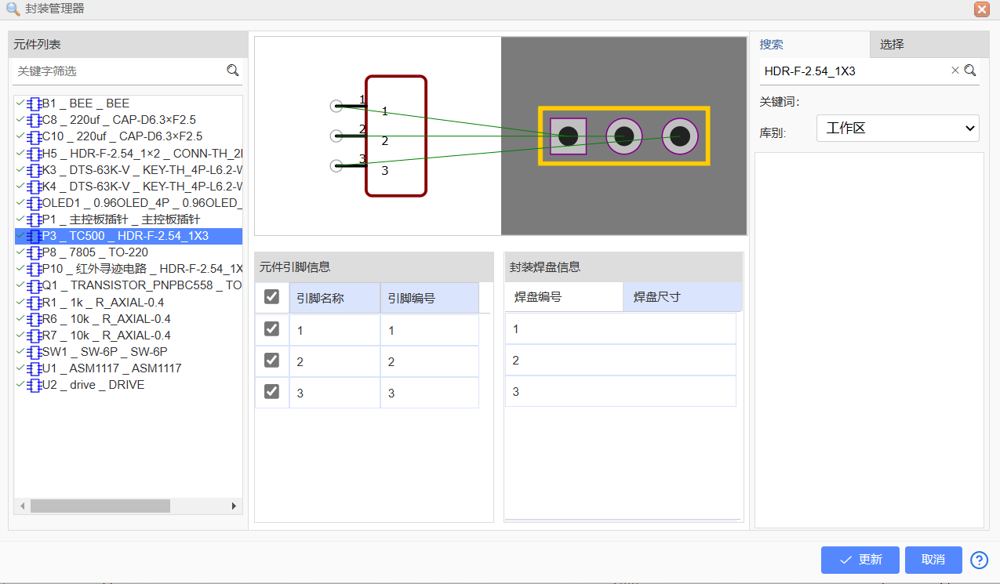 封装管理器
元件列表
关键字筛选
B1 _ BEE _ BEE
C8 _ 220uf _ CAP-D6.3×F2.5
C10 _ 220uf _ CAP-D6.3×F2.5
H5 _ HDR-F-2.54_1×2 _ CONN-TH_2
K3 _ DTS-63K-V _ KEY-TH_4P-L6.2-W
K4 _ DTS-63K-V _ KEY-TH_4P-L6.2-W
OLED1 _ 0.96OLED_4P _ 0.96OLED_
P1 _ 主控板插针 _ 主控板插针
P3 _ TC500 _ HDR-F-2.54_1X3
P8 _ 7805 _ TO-220
P10 _ 红外寻迹电路 _ HDR-F-2.54_1X
Q1 _ TRANSISTOR_PNPBC558 _ TO
R1 _ 1k _ R_AXIAL-0.4
R6 _ 10k _ R_AXIAL-0.4
R7 _ 10k _ R_AXIAL-0.4
SW1 _ SW-6P _ SW-6P
U1 _ ASM1117 _ ASM1117
U2 _ drive _ DRIVE
1 1
2 2
3 3
元件引脚信息
引脚名称 引脚编号
1 1
2 2
3 3
封装焊盘信息
焊盘编号 焊盘尺寸
1
2
3
搜索 选择
HDR-F-2.54_1X3
关键词:
库别: 工作区
更新 取消